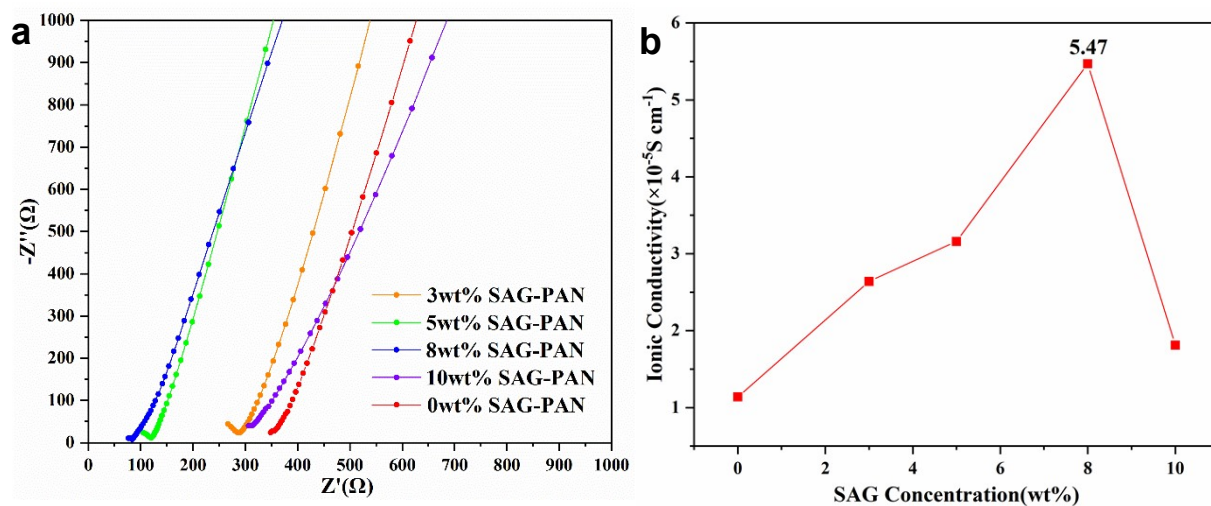 a
1000
900
800
700
600
500
400
300
200
100
0
-Z''(Ω)
3wt% SAG-PAN
5wt% SAG-PAN
8wt% SAG-PAN
10wt% SAG-PAN
0wt% SAG-PAN
0 100 200 300 400 500 600 700 800 900 1000
Z'(Ω)
b
6
5
4
3
2
1
Ionic Conductivity(×10⁻⁵S cm⁻¹)
5.47
0 2 4 6 8 10
SAG Concentration(wt%)